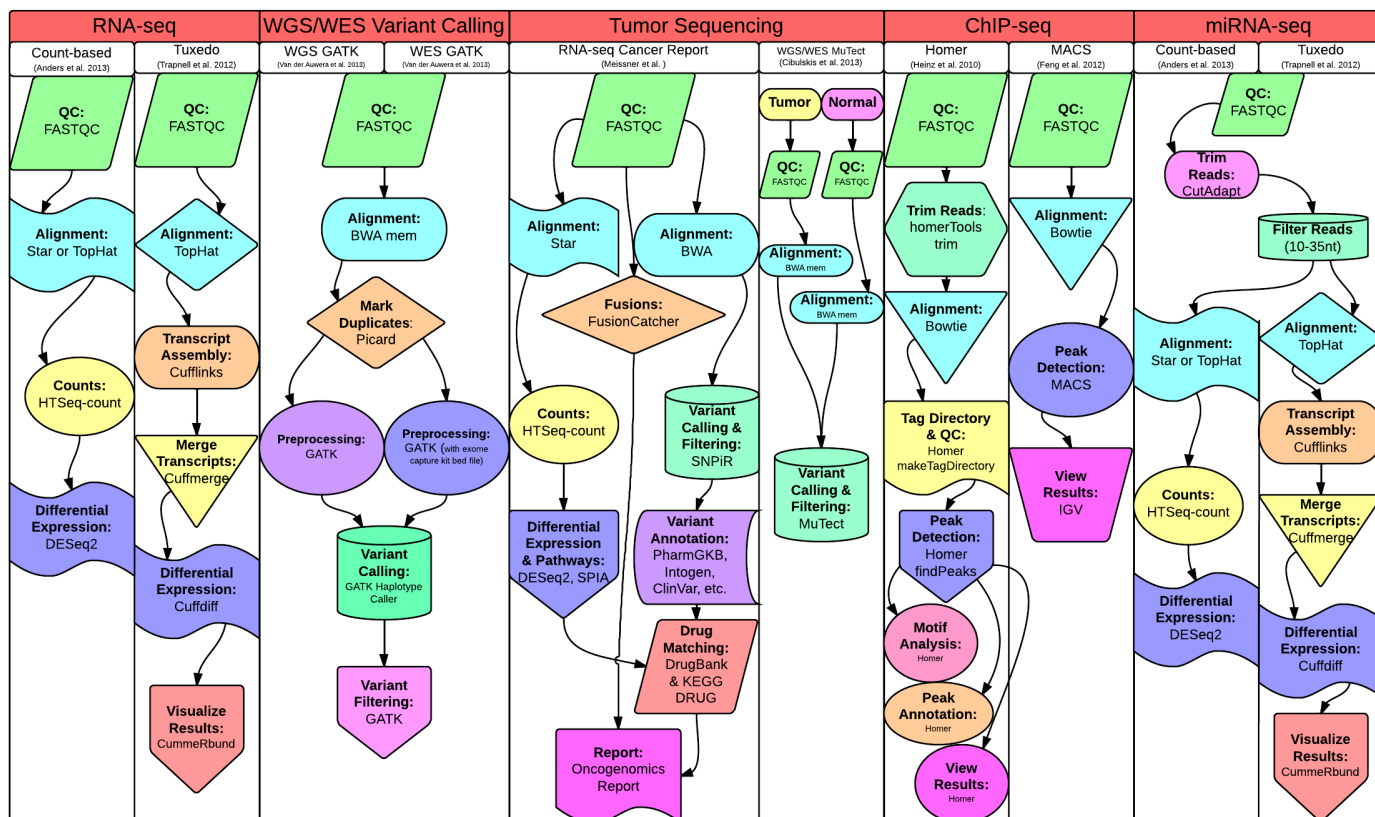 RNA-seq
WGS/WES Variant Calling
Tumor Sequencing
ChIP-seq
miRNA-seq
Count-based
(Anders et al. 2013)
Tuxedo
(Trapnell et al. 2012)
WGS GATK
(Van der Auwera et al. 2013)
WES GATK
(Van der Auwera et al. 2013)
RNA-seq Cancer Report
(Meissner et al. )
WGS/WES MuTect
(Cibulskis et al. 2013)
Homer
(Heinz et al. 2010)
MACS
(Feng et al. 2012)
Count-based
(Anders et al. 2013)
Tuxedo
(Trapnell et al. 2012)
QC:
FASTQC
Alignment:
Star or TopHat
Counts:
HTSeq-count
Differential
Expression:
DESeq2
QC:
FASTQC
Alignment:
TopHat
Transcript
Assembly:
Cufflinks
Merge
Transcripts:
Cuffmerge
Differential
Expression:
Cuffdiff
Visualize
Results:
CummeRbund
QC:
FASTQC
Alignment:
BWA mem
Mark
Duplicates:
Picard
Preprocessing:
GATK
Preprocessing:
GATK (with exome
capture kit bed file)
Variant
Calling:
GATK Haplotype
Caller
Variant
Filtering:
GATK
QC:
FASTQC
Alignment:
Star
Alignment:
BWA
Fusions:
FusionCatcher
Counts:
HTSeq-count
Variant
Calling &
Filtering:
SNPiR
Differential
Expression
& Pathways:
DESeq2, SPIA
Variant
Annotation:
PharmGKB,
Intogen,
ClinVar, etc.
Drug
Matching:
DrugBank
& KEGG
DRUG
Report:
Oncogenomics
Report
Tumor
Normal
QC:
FASTQC
QC:
FASTQC
Alignment:
BWA mem
Alignment:
BWA mem
Variant
Calling &
Filtering:
MuTect
QC:
FASTQC
Trim Reads:
homerTools
trim
Alignment:
Bowtie
Tag Directory
& QC:
Homer
makeTagDirectory
Peak
Detection:
Homer
findPeaks
Motif
Analysis:
Homer
Peak
Annotation:
Homer
View
Results:
Homer
QC:
FASTQC
Alignment:
Bowtie
Peak
Detection:
MACS
View
Results:
IGV
QC:
FASTQC
Trim
Reads:
CutAdapt
Filter Reads
(10-35nt)
Alignment:
Star or TopHat
Counts:
HTSeq-count
Differential
Expression:
DESeq2
Alignment:
TopHat
Transcript
Assembly:
Cufflinks
Merge
Transcripts:
Cuffmerge
Differential
Expression:
Cuffdiff
Visualize
Results:
CummeRbund